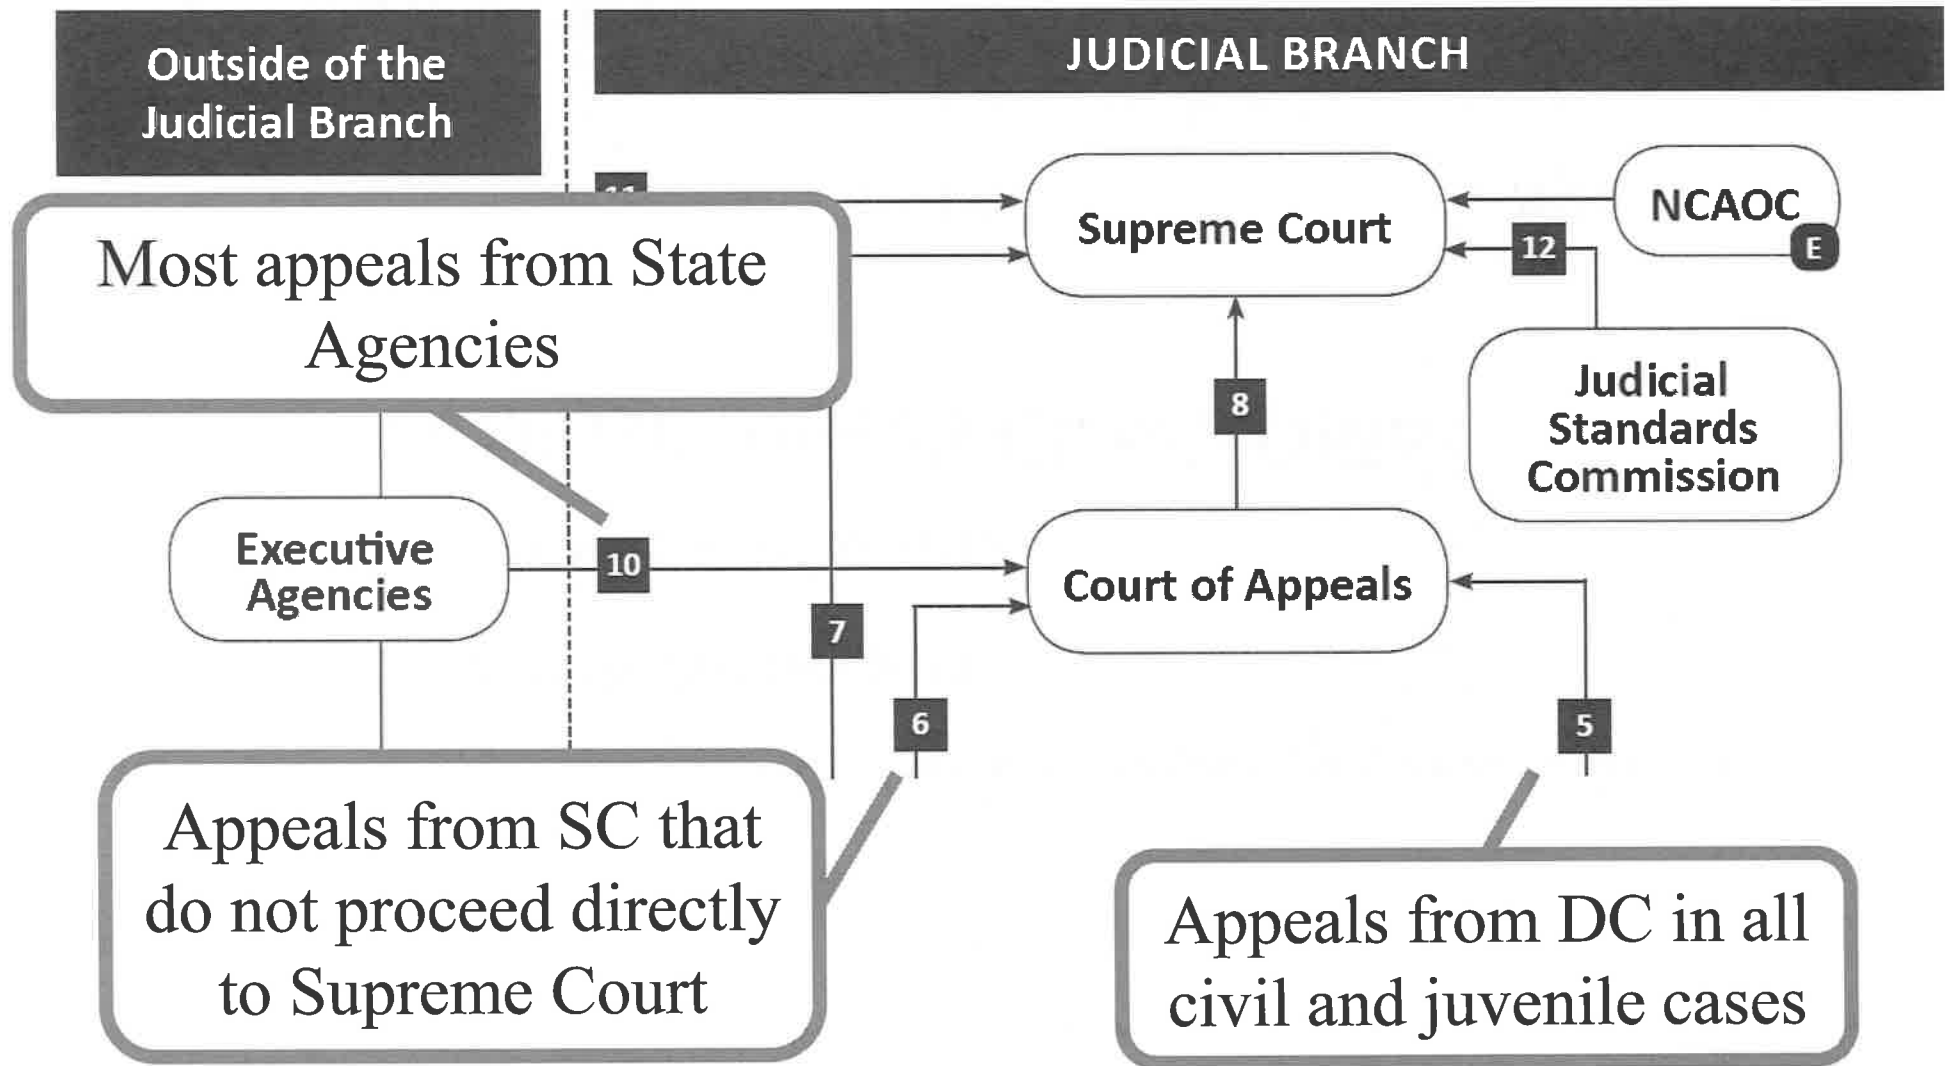 Outside of the
Judicial Branch
JUDICIAL BRANCH
11
Most appeals from State
Agencies
Supreme Court
NCAOC
E
12
8
Judicial
Standards
Commission
Executive
Agencies
10
Court of Appeals
7
6
5
Appeals from SC that
do not proceed directly
to Supreme Court
Appeals from DC in all
civil and juvenile cases